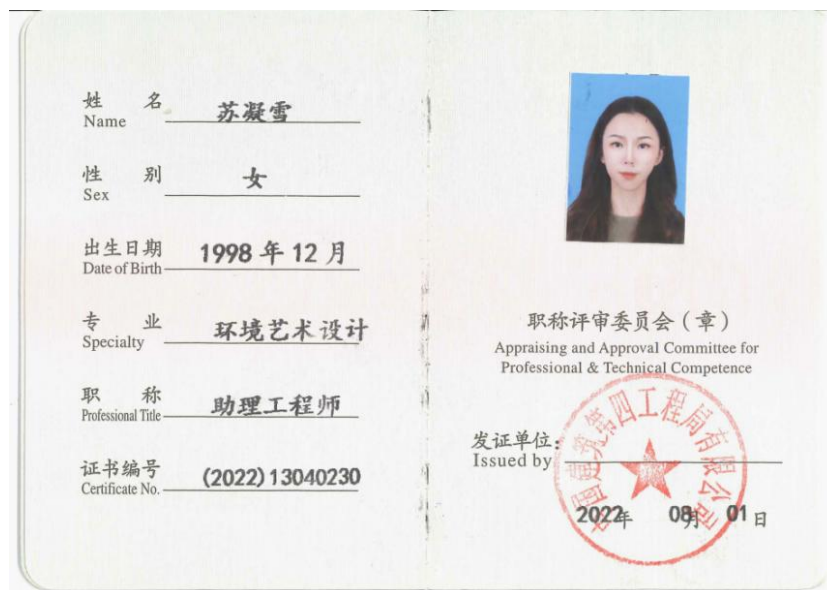 姓名 苏凝雪
Name
性别 女
Sex
出生日期 1998年12月
Date of Birth
专业 环境艺术设计
Specialty
职称 助理工程师
Professional Title
证书编号 (2022)13040230
Certificate No.
职称评审委员会（章）
Appraising and Approval Committee for
Professional & Technical Competence
中国建筑第四工程局有限公司
发证单位：
Issued by
2022年 08月 01日